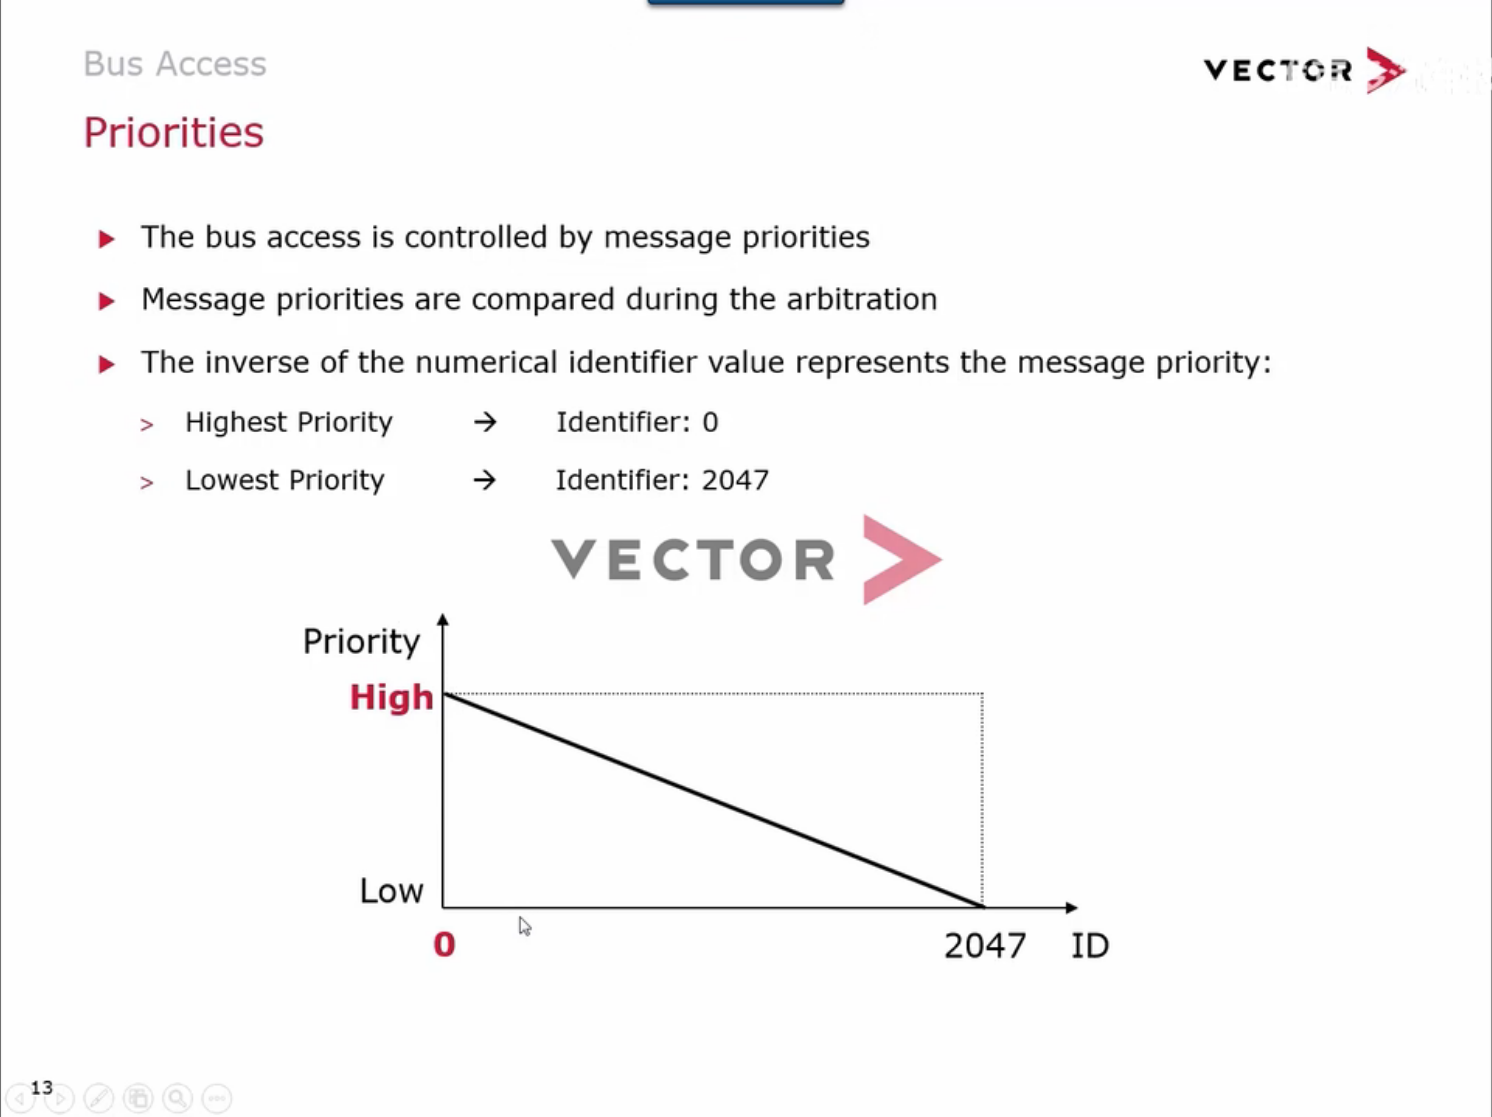 Bus Access
VECTOR
Priorities
The bus access is controlled by message priorities
Message priorities are compared during the arbitration
The inverse of the numerical identifier value represents the message priority:
> Highest Priority → Identifier: 0
> Lowest Priority → Identifier: 2047
VECTOR
Priority
High
Low
0 2047 ID
13